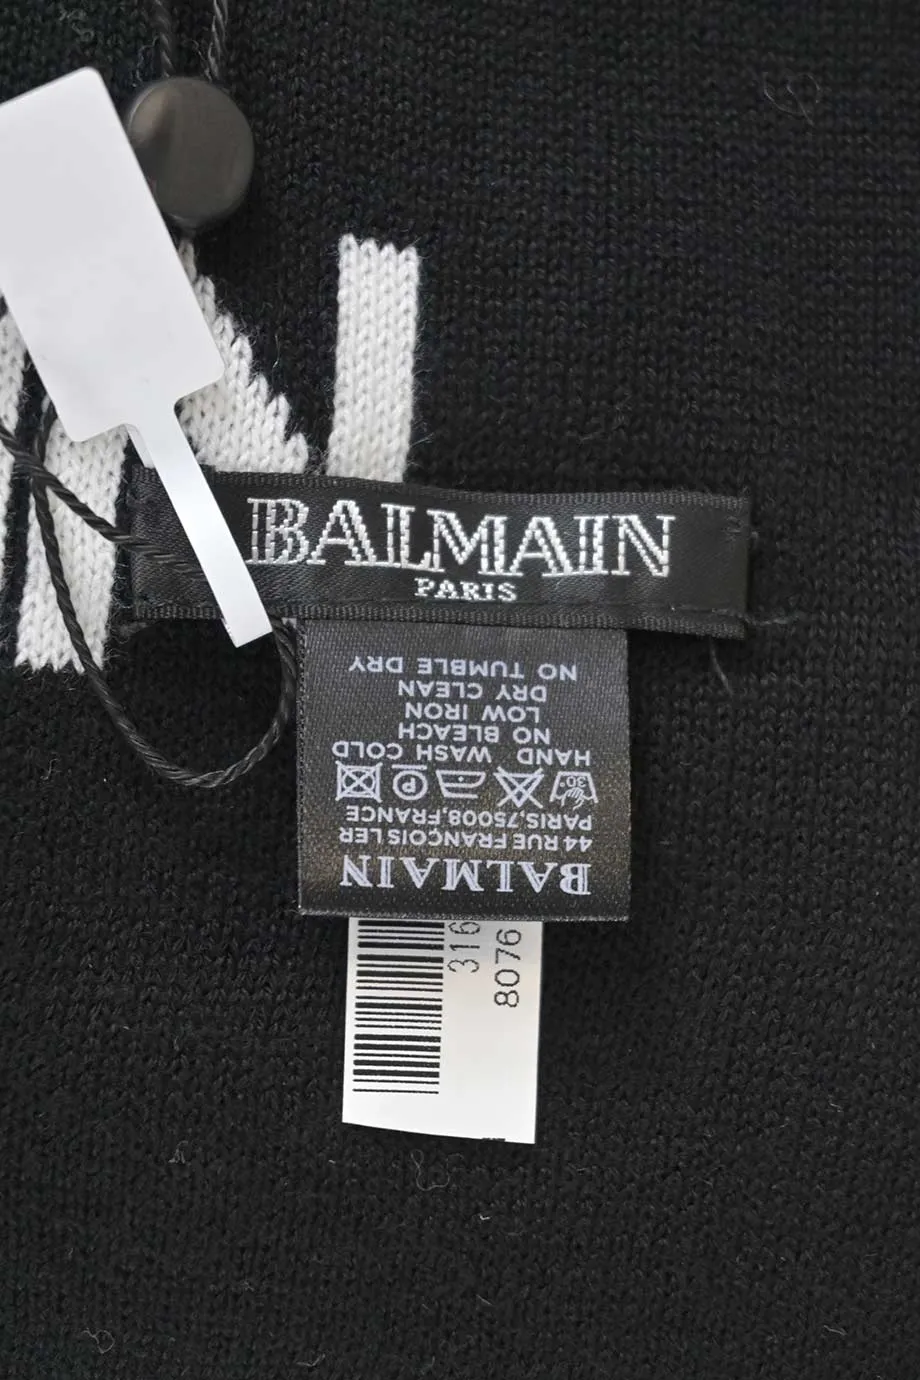 BALMAIN
PARIS
BALMAIN
44 RUE FRANÇOIS LER
PARIS,75008,FRANCE
30°
P
HAND WASH COLD
NO BLEACH
LOW IRON
DRY CLEAN
NO TUMBLE DRY
316
8076